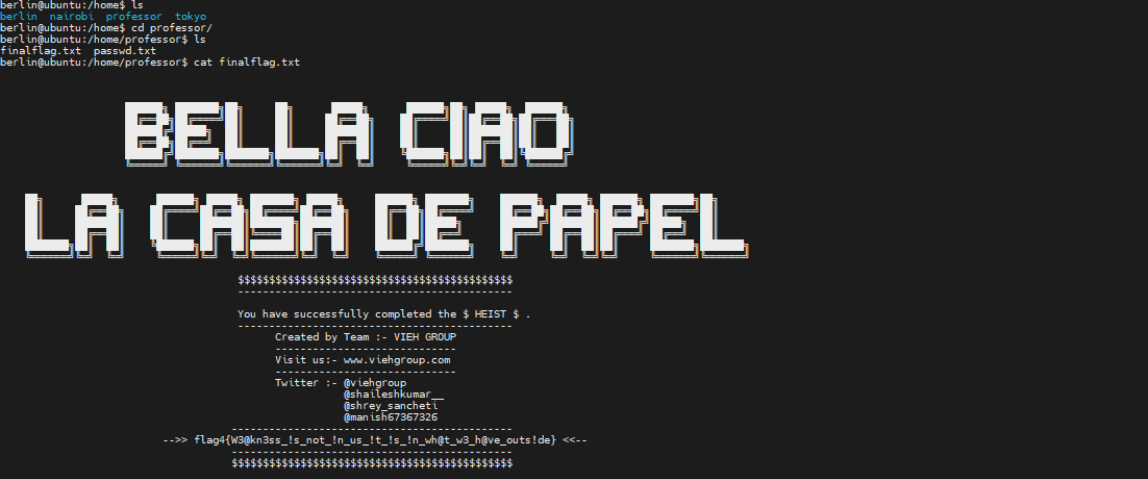 berlin@ubuntu:/home$ ls
berlin  nairobi  professor  tokyo
berlin@ubuntu:/home$ cd professor/
berlin@ubuntu:/home/professor$ ls
finalflag.txt  passwd.txt
berlin@ubuntu:/home/professor$ cat finalflag.txt
BELLA CIAO
LA CASA DE PAPEL
$$$$$$$$$$$$$$$$$$$$$$$$$$$$$$$$$$$$$$$$$$$$
--------------------------------------------
You have successfully completed the $ HEIST $ .
--------------------------------------------
Created by Team :- VIEH GROUP
-----------------------------
Visit us:- www.viehgroup.com
-----------------------------
Twitter :- @viehgroup
@shaileshkumar__
@shrey_sancheti
@manish67367326
---------------------------------------------
-->> flag4{W3@kn3ss_!s_not_!n_us_!t_!s_!n_wh@t_w3_h@ve_outs!de} <<--
---------------------------------------------
$$$$$$$$$$$$$$$$$$$$$$$$$$$$$$$$$$$$$$$$$$$$$